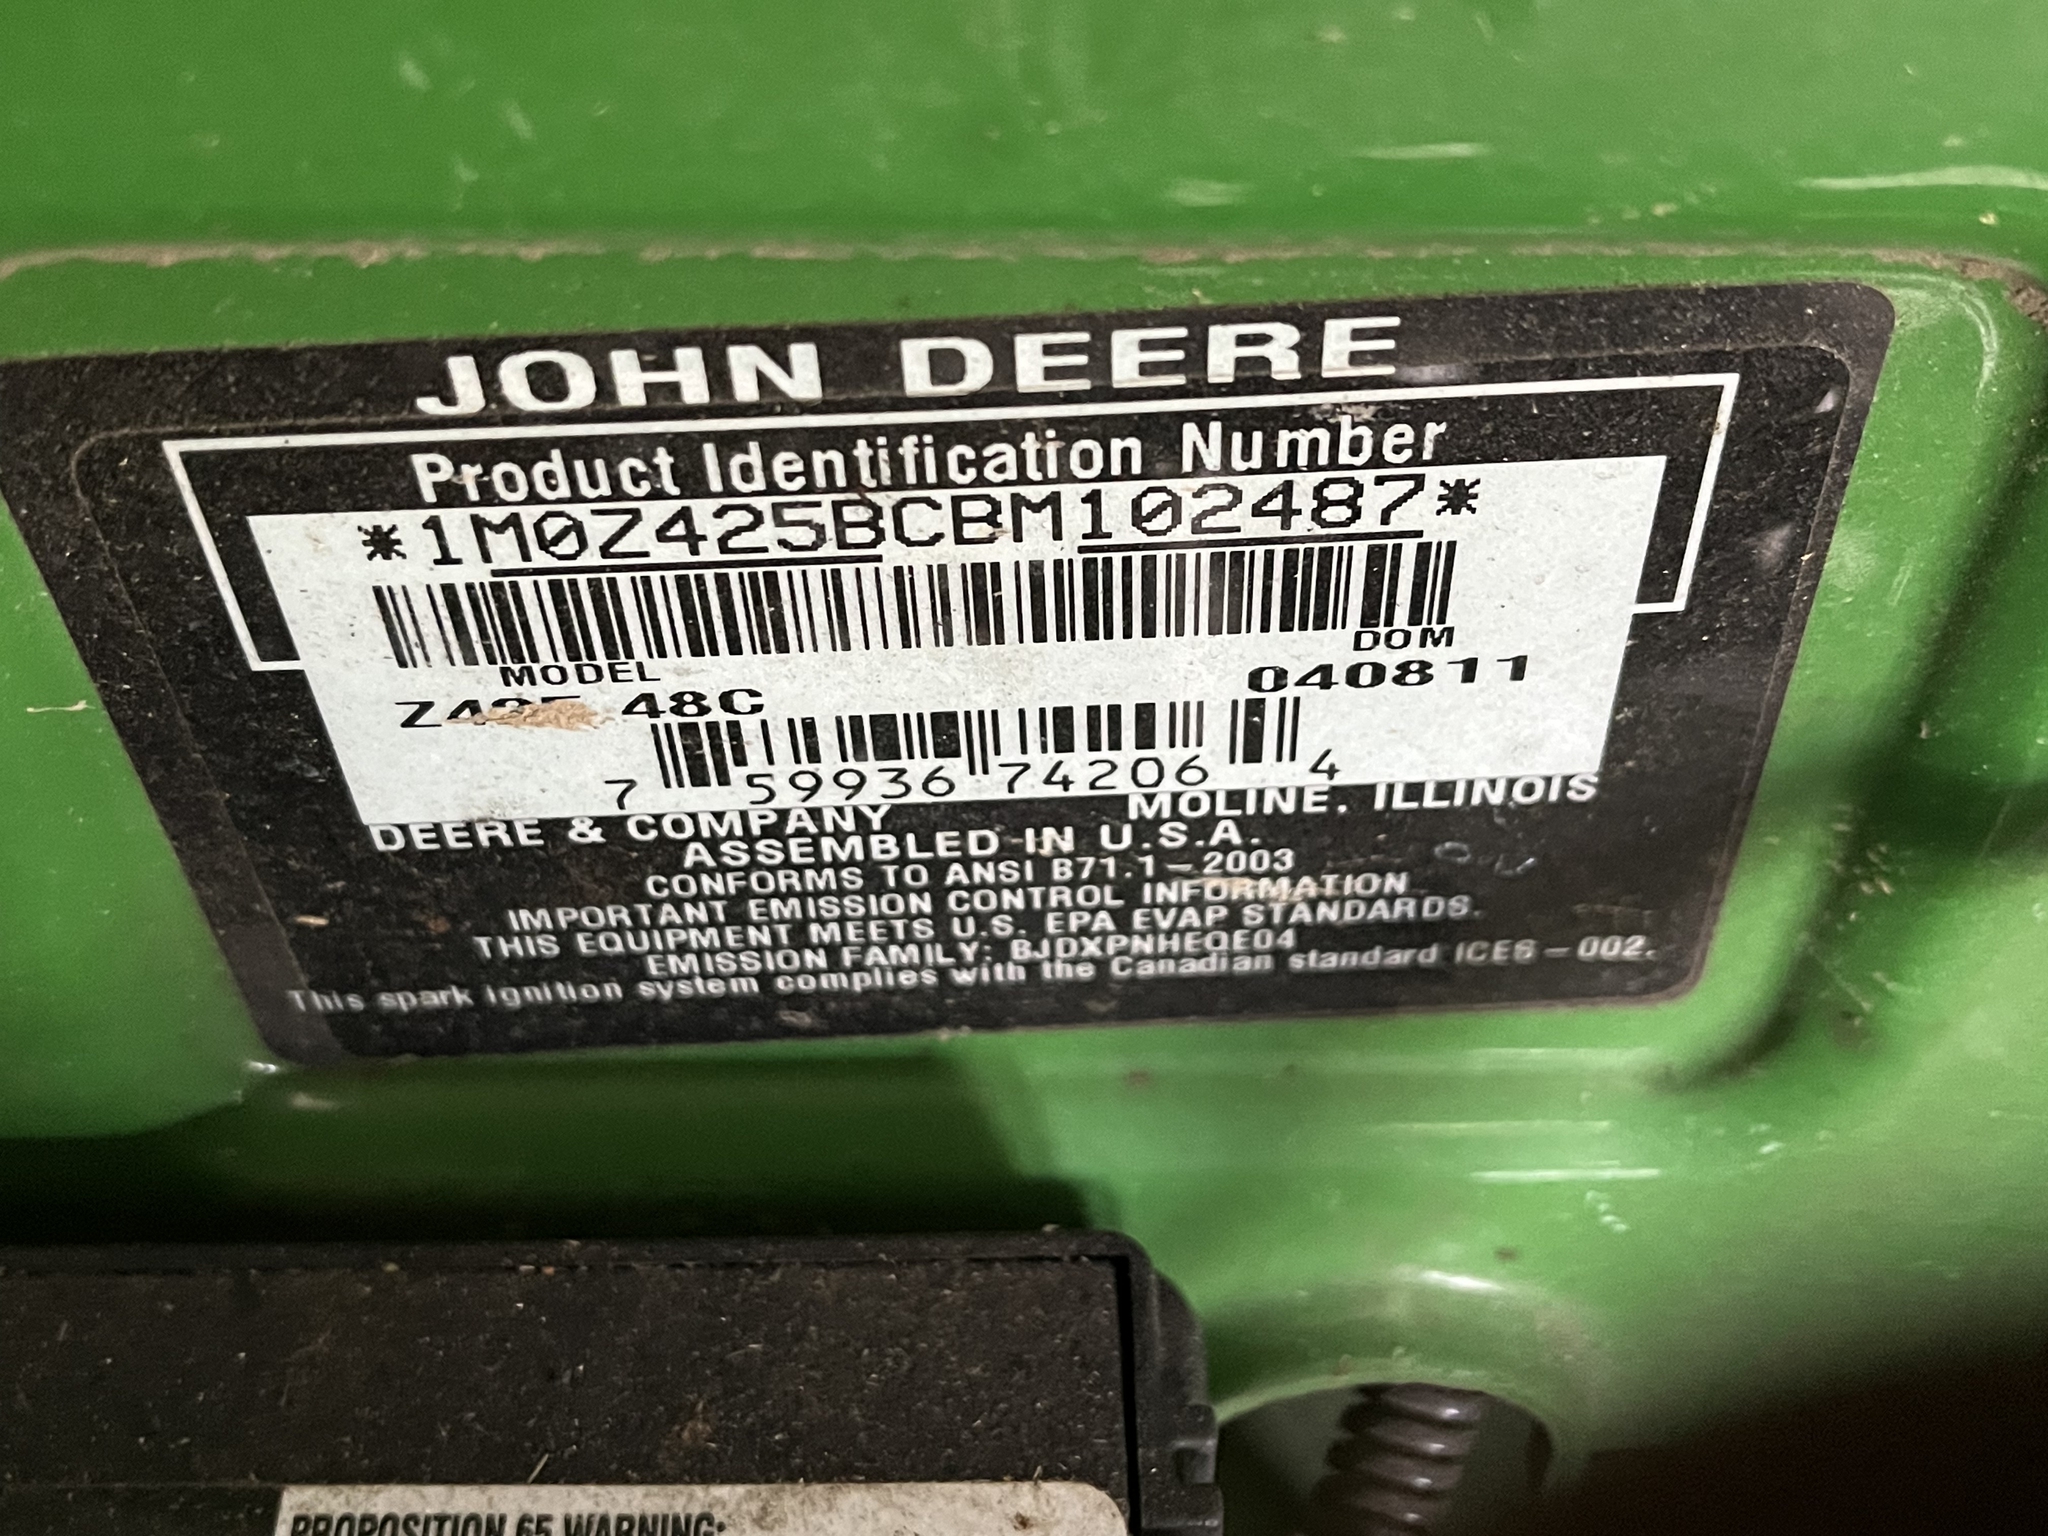 JOHN DEERE
Product Identification Number
*1M0Z425BCBM102487*
MODEL DOM
48C 040811
7 59936 74206 4
DEERE & COMPANY MOLINE, ILLINOIS
ASSEMBLED IN U.S.A.
CONFORMS TO ANSI B71.1-2003
IMPORTANT EMISSION CONTROL INFORMATION
THIS EQUIPMENT MEETS U.S. EPA EVAP STANDARDS.
EMISSION FAMILY: BJDXPNHEQE04
This spark ignition system complies with the Canadian standard ICES-002.
PROPOSITION 65 WARNING: